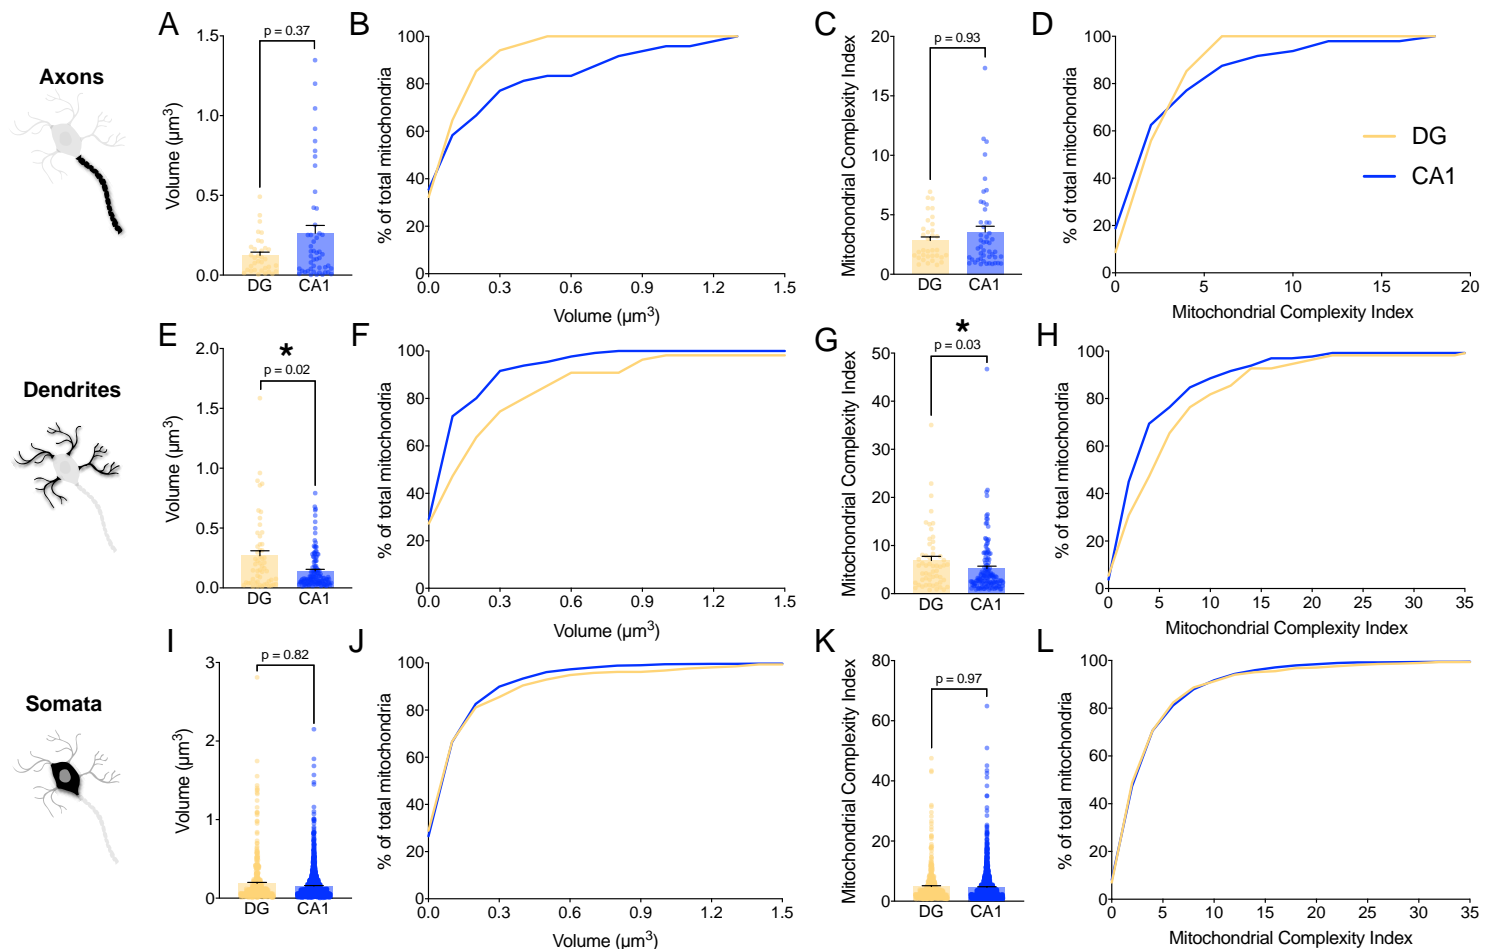 Axons
A
Volume (µm³)
1.5
1.0
0.5
0.0
p = 0.37
DG CA1
B
% of total mitochondria
100
80
60
40
20
0
0.0 0.3 0.6 0.9 1.2 1.5
Volume (µm³)
C
Mitochondrial Complexity Index
20
15
10
5
0
p = 0.93
DG CA1
D
% of total mitochondria
100
80
60
40
20
0
0 5 10 15 20
Mitochondrial Complexity Index
DG
CA1
Dendrites
E
Volume (µm³)
2.0
1.5
1.0
0.5
0.0
*
p = 0.02
DG CA1
F
% of total mitochondria
100
80
60
40
20
0
0.0 0.3 0.6 0.9 1.2 1.5
Volume (µm³)
G
Mitochondrial Complexity Index
50
40
30
20
10
0
*
p = 0.03
DG CA1
H
% of total mitochondria
100
80
60
40
20
0
0 5 10 15 20 25 30 35
Mitochondrial Complexity Index
Somata
I
Volume (µm³)
3
2
1
0
p = 0.82
DG CA1
J
% of total mitochondria
100
80
60
40
20
0
0.0 0.3 0.6 0.9 1.2 1.5
Volume (µm³)
K
Mitochondrial Complexity Index
80
60
40
20
0
p = 0.97
DG CA1
L
% of total mitochondria
100
80
60
40
20
0
0 5 10 15 20 25 30 35
Mitochondrial Complexity Index